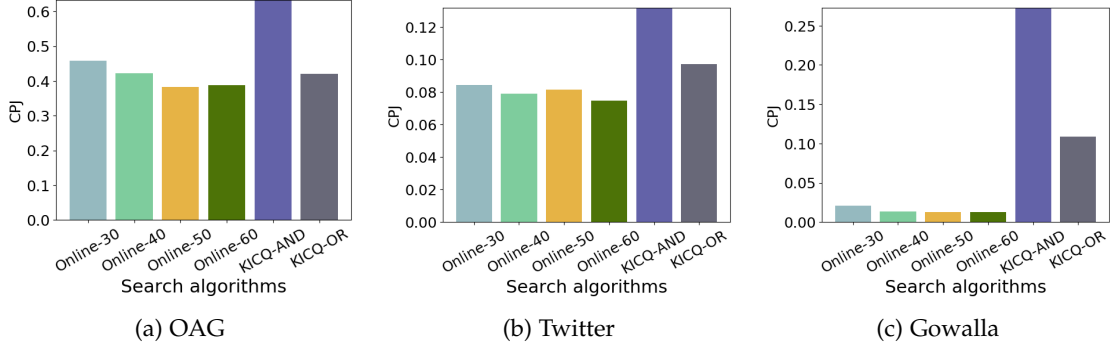 CPJ
0.6
0.5
0.4
0.3
0.2
0.1
0.0
Online-30
Online-40
Online-50
Online-60
KICQ-AND
KICQ-OR
Search algorithms
(a) OAG
CPJ
0.12
0.10
0.08
0.06
0.04
0.02
0.00
Online-30
Online-40
Online-50
Online-60
KICQ-AND
KICQ-OR
Search algorithms
(b) Twitter
CPJ
0.25
0.20
0.15
0.10
0.05
0.00
Online-30
Online-40
Online-50
Online-60
KICQ-AND
KICQ-OR
Search algorithms
(c) Gowalla